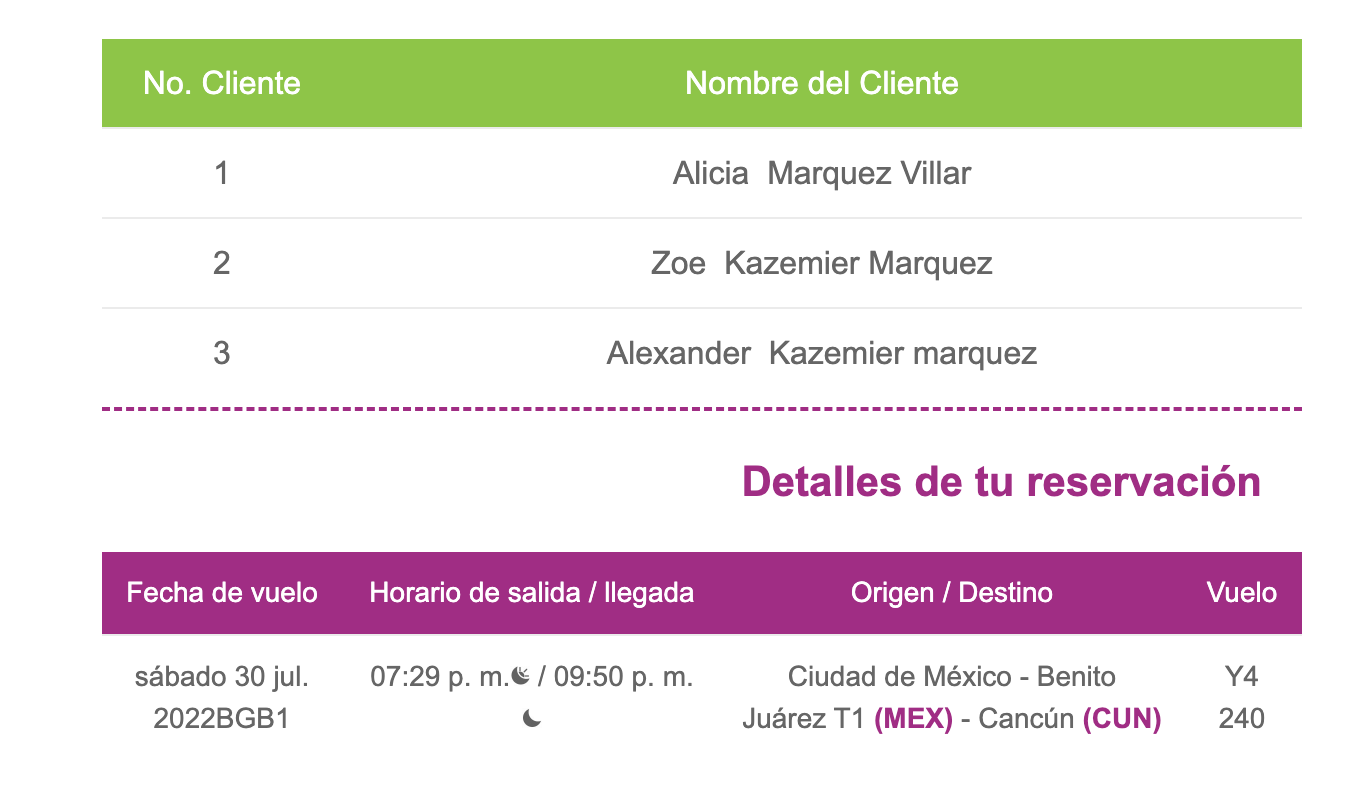 No. Cliente Nombre del Cliente
1 Alicia  Marquez Villar
2 Zoe  Kazemier Marquez
3 Alexander  Kazemier marquez
Detalles de tu reservación
Fecha de vuelo Horario de salida / llegada Origen / Destino Vuelo
sábado 30 jul. 07:29 p. m. / 09:50 p. m. Ciudad de México - Benito Y4
2022BGB1 Juárez T1 (MEX) - Cancún (CUN) 240